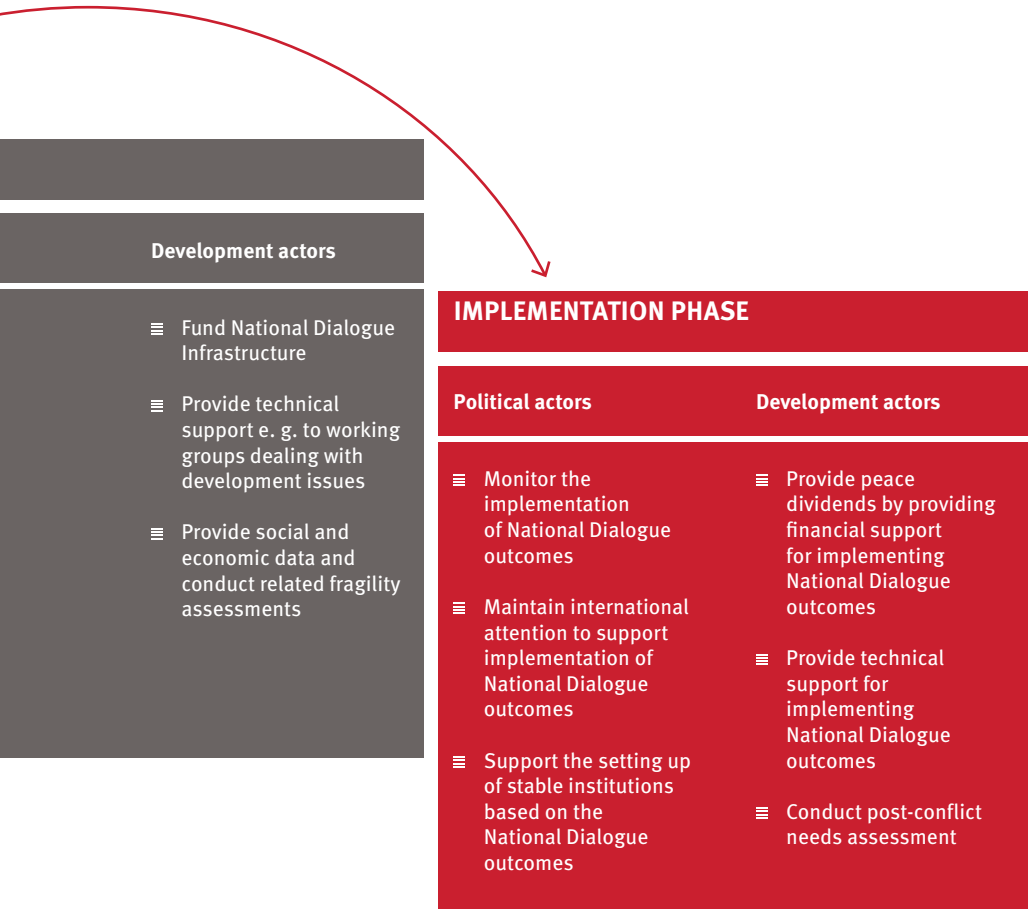 Development actors
Fund National Dialogue
Infrastructure
Provide technical
support e. g. to working
groups dealing with
development issues
Provide social and
economic data and
conduct related fragility
assessments
IMPLEMENTATION PHASE
Political actors
Monitor the
implementation
of National Dialogue
outcomes
Maintain international
attention to support
implementation of
National Dialogue
outcomes
Support the setting up
of stable institutions
based on the
National Dialogue
outcomes
Development actors
Provide peace
dividends by providing
financial support
for implementing
National Dialogue
outcomes
Provide technical
support for
implementing
National Dialogue
outcomes
Conduct post-conflict
needs assessment